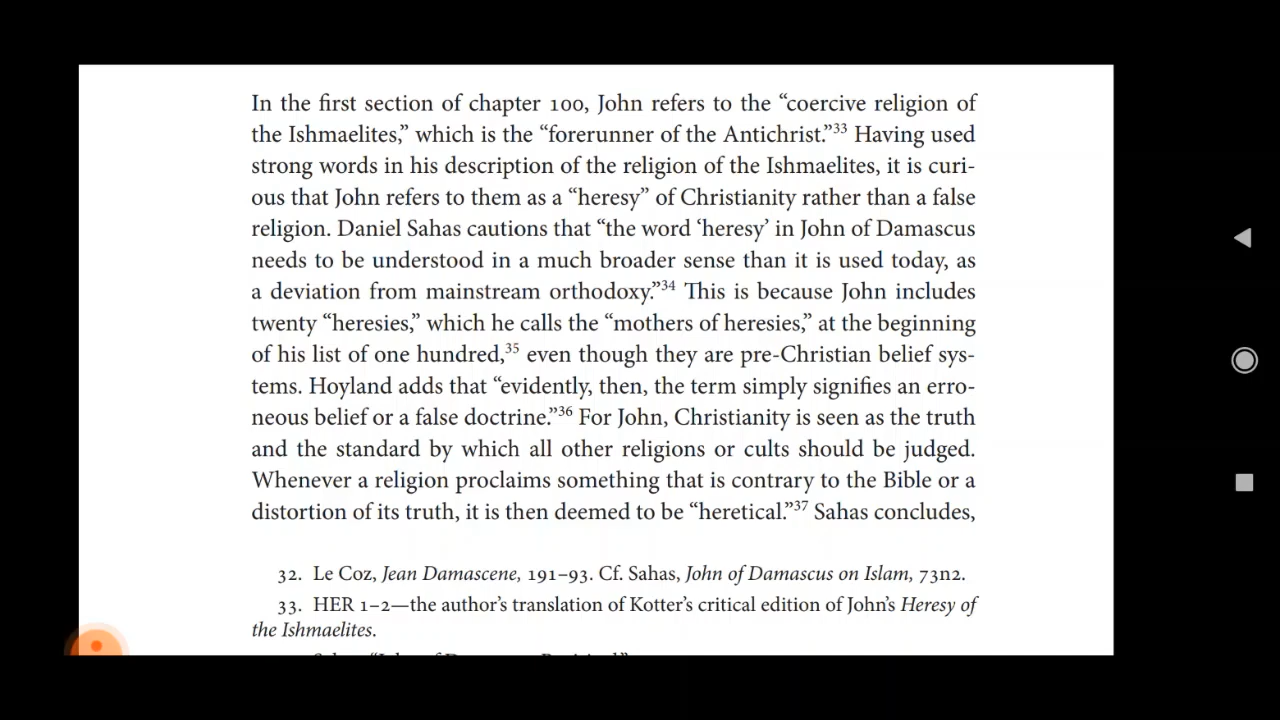 In the first section of chapter 100, John refers to the “coercive religion of
the Ishmaelites,” which is the “forerunner of the Antichrist.”33 Having used
strong words in his description of the religion of the Ishmaelites, it is curi-
ous that John refers to them as a “heresy” of Christianity rather than a false
religion. Daniel Sahas cautions that “the word ‘heresy’ in John of Damascus
needs to be understood in a much broader sense than it is used today, as
a deviation from mainstream orthodoxy.”34 This is because John includes
twenty “heresies,” which he calls the “mothers of heresies,” at the beginning
of his list of one hundred,35 even though they are pre-Christian belief sys-
tems. Hoyland adds that “evidently, then, the term simply signifies an erro-
neous belief or a false doctrine.”36 For John, Christianity is seen as the truth
and the standard by which all other religions or cults should be judged.
Whenever a religion proclaims something that is contrary to the Bible or a
distortion of its truth, it is then deemed to be “heretical.”37 Sahas concludes,
32. Le Coz, Jean Damascene, 191–93. Cf. Sahas, John of Damascus on Islam, 73n2.
33. HER 1–2—the author’s translation of Kotter’s critical edition of John’s Heresy of
the Ishmaelites.